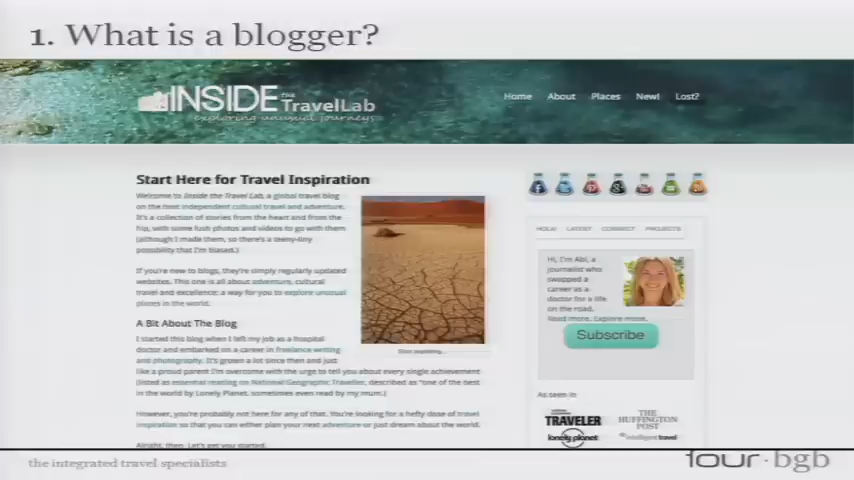 1. What is a blogger?
INSIDE the TravelLab
exploring unusual journeys
Home About Places New! Lost?
Start Here for Travel Inspiration
Welcome to Inside the Travel Lab, a global travel blog
on the best independent cultural travel and adventure.
It's a collection of stories from the heart and from the
hip, with some lush photos and videos to go with them
(although I made them, so there's a teeny-tiny
possibility that I'm biased.)
If you're new to blogs, they're simply regularly updated
websites. This one is all about adventure, cultural
travel and excellence; a way for you to explore unusual
places in the world.
A Bit About The Blog
I started this blog when I left my job as a hospital
doctor and embarked on a career in freelance writing
and photography. It's grown a lot since then and just
like a proud parent I'm overcome with the urge to tell you about every single achievement
(listed as essential reading on National Geographic Traveller, described as "one of the best
in the world by Lonely Planet, sometimes even read by my mum.)
However, you're probably not here for any of that. You're looking for a hefty dose of travel
inspiration so that you can either plan your next adventure or just dream about the world.
Alright, then. Let's get you started.
HOLA! LATEST CONNECT PROJECTS
Hi, I'm Abi, a
journalist who
swapped a
career as a
doctor for a life
on the road.
Read more. Explore more.
Subscribe
As seen in
TRAVELER
THE
HUFFINGTON
POST
lonely planet
intelligent travel
the integrated travel specialists
four·bgb